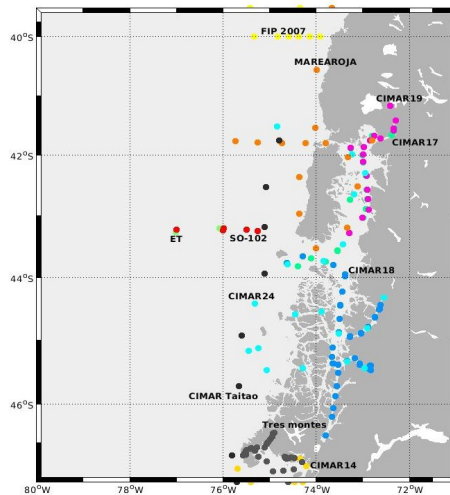 FIP 2007
40°S
MAREAROJA
CIMAR19
CIMAR17
42°S
ET
SO-102
CIMAR18
44°S
CIMAR24
CIMAR Taitao
46°S
Tres montes
CIMAR14
80°W
78°W
76°W
74°W
72°W